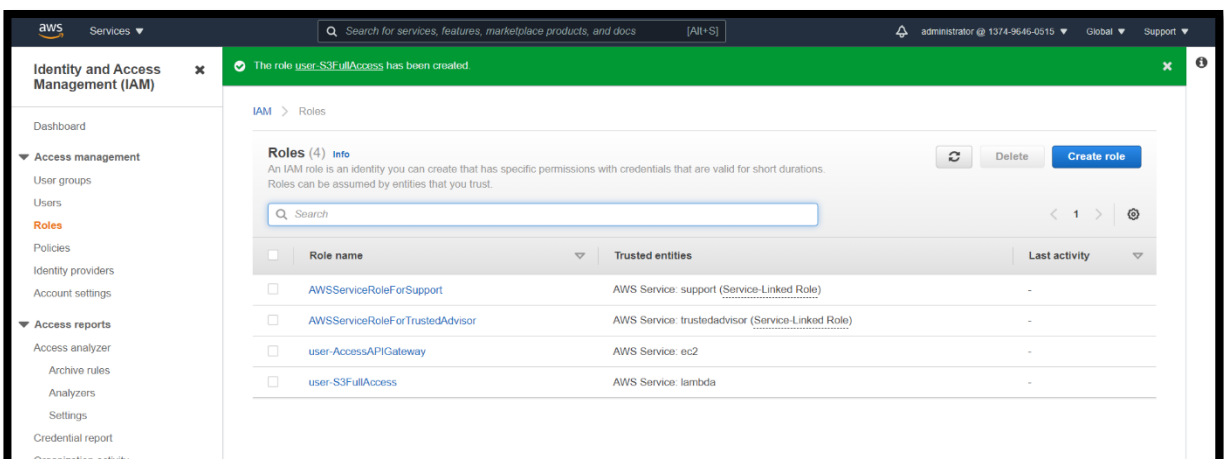 aws Services ▼ Search for services, features, marketplace products, and docs [Alt+S] administrator @ 1374-9646-0515 ▼ Global ▼ Support ▼
Identity and Access
Management (IAM)
The role user-S3FullAccess has been created.
Dashboard
Access management
User groups
Users
Roles
Policies
Identity providers
Account settings
Access reports
Access analyzer
Archive rules
Analyzers
Settings
Credential report
IAM > Roles
Roles (4) Info
An IAM role is an identity you can create that has specific permissions with credentials that are valid for short durations.
Roles can be assumed by entities that you trust.
Delete
Create role
Search
< 1 >
Role name Trusted entities Last activity
AWSServiceRoleForSupport AWS Service: support (Service-Linked Role) -
AWSServiceRoleForTrustedAdvisor AWS Service: trustedadvisor (Service-Linked Role) -
user-AccessAPIGateway AWS Service: ec2 -
user-S3FullAccess AWS Service: lambda -